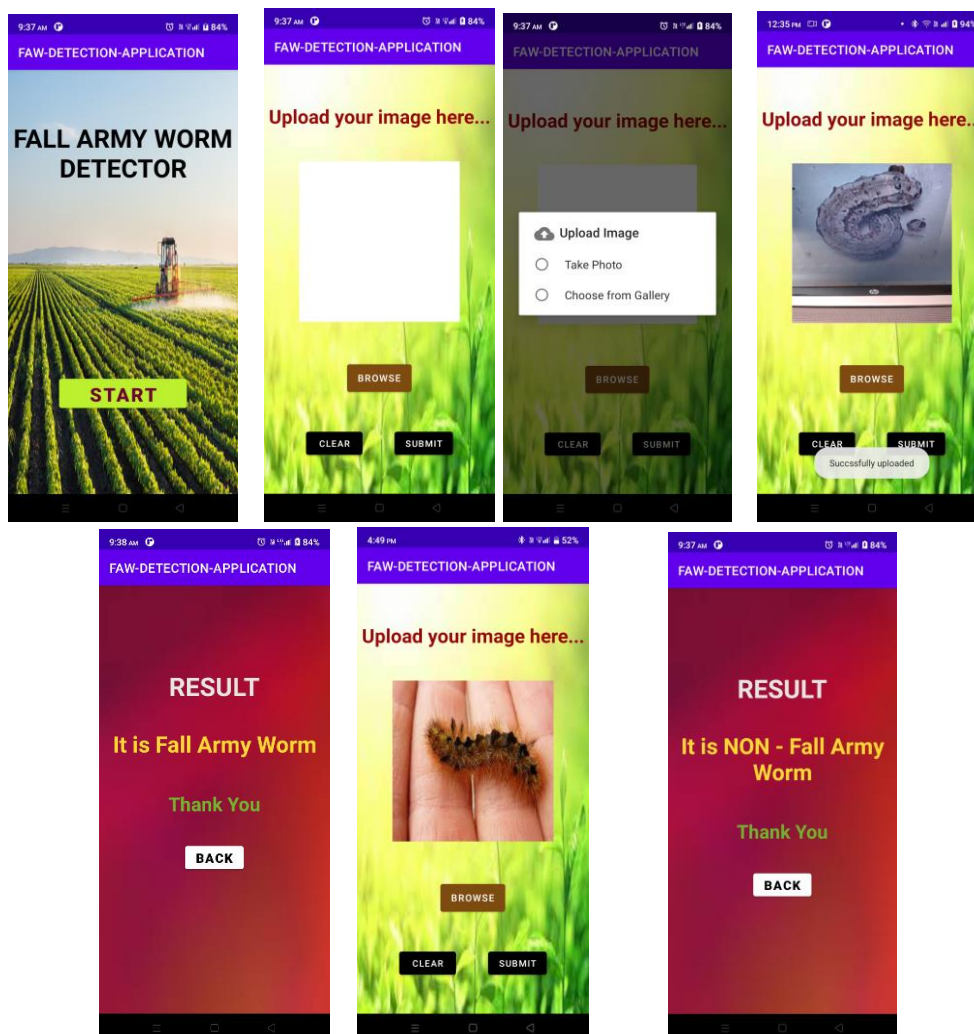 9:37 AM
84%
FAW-DETECTION-APPLICATION
FALL ARMY WORM
DETECTOR
START
9:37 AM
84%
FAW-DETECTION-APPLICATION
Upload your image here...
BROWSE
CLEAR
SUBMIT
9:37 AM
84%
FAW-DETECTION-APPLICATION
Upload your image here...
Upload Image
Take Photo
Choose from Gallery
BROWSE
CLEAR
SUBMIT
12:35 PM
94%
FAW-DETECTION-APPLICATION
Upload your image here..
BROWSE
CLEAR
SUBMIT
Succssfully uploaded
9:38 AM
84%
FAW-DETECTION-APPLICATION
RESULT
It is Fall Army Worm
Thank You
BACK
4:49 PM
52%
FAW-DETECTION-APPLICATION
Upload your image here...
BROWSE
CLEAR
SUBMIT
9:37 AM
84%
FAW-DETECTION-APPLICATION
RESULT
It is NON - Fall Army
Worm
Thank You
BACK